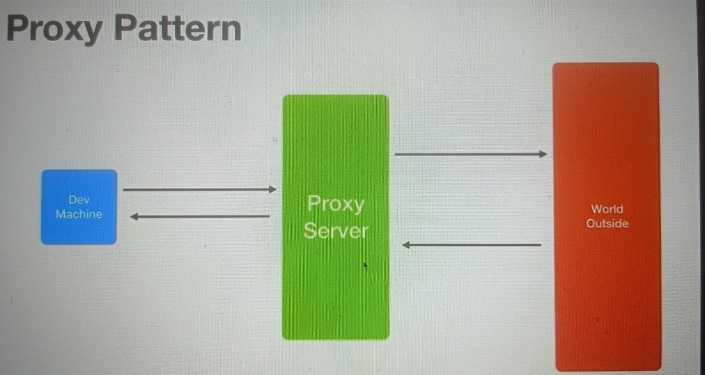 Proxy Pattern
Dev
Machine
Proxy
Server
World
Outside